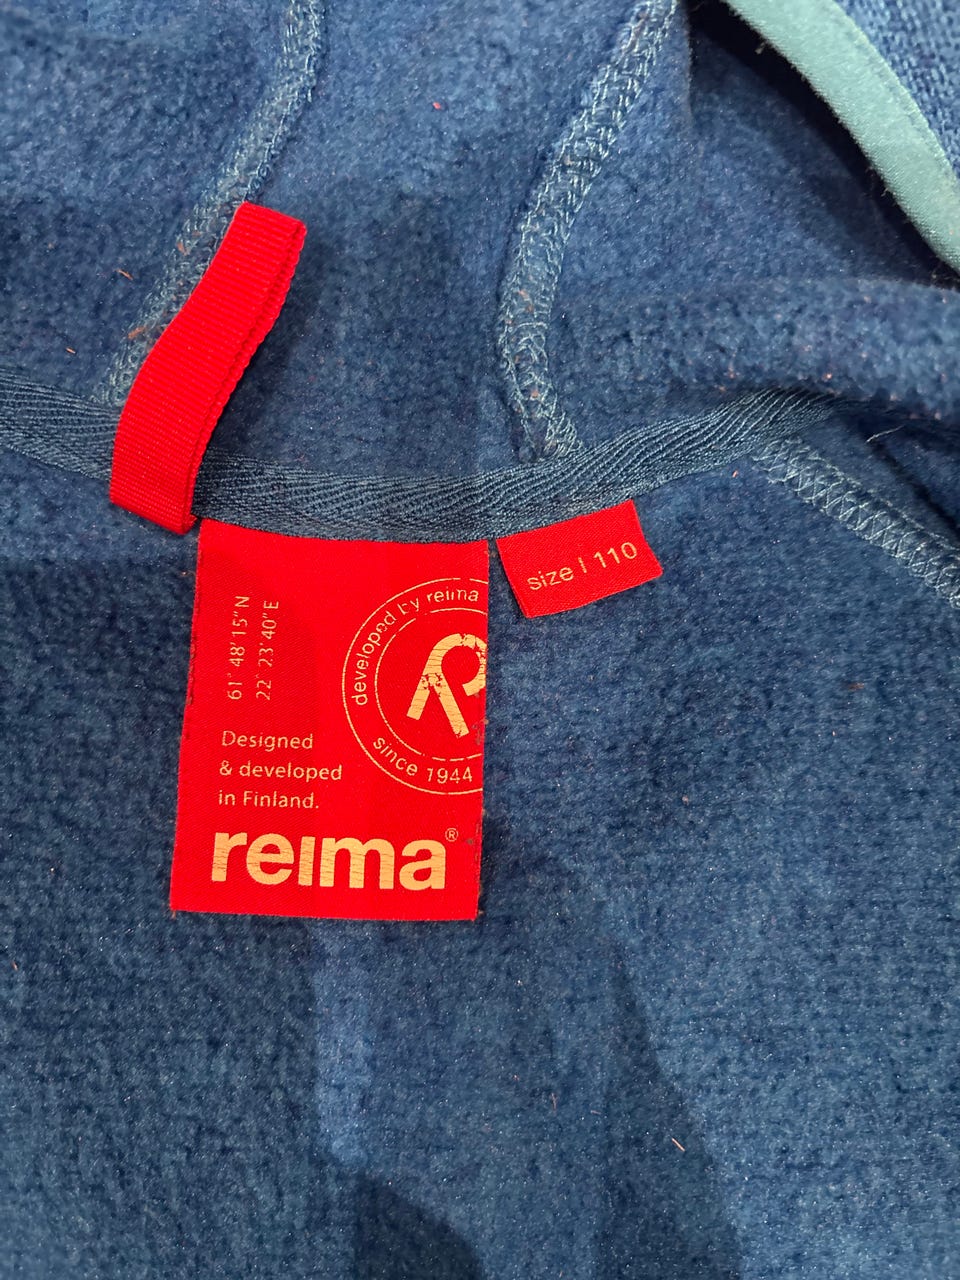 61° 48' 15" N
22° 23' 40" E
developed by reima
since 1944
Designed
& developed
in Finland.
reima®
size | 110